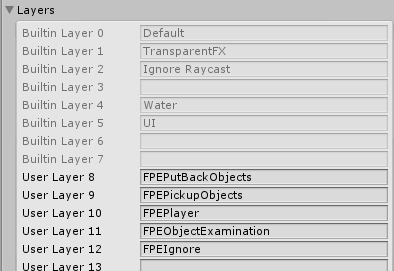 Layers
Builtin Layer 0 Default
Builtin Layer 1 TransparentFX
Builtin Layer 2 Ignore Raycast
Builtin Layer 3
Builtin Layer 4 Water
Builtin Layer 5 UI
Builtin Layer 6
Builtin Layer 7
User Layer 8 FPEPutBackObjects
User Layer 9 FPEPickupObjects
User Layer 10 FPEPlayer
User Layer 11 FPEObjectExamination
User Layer 12 FPEIgnore
User Layer 13